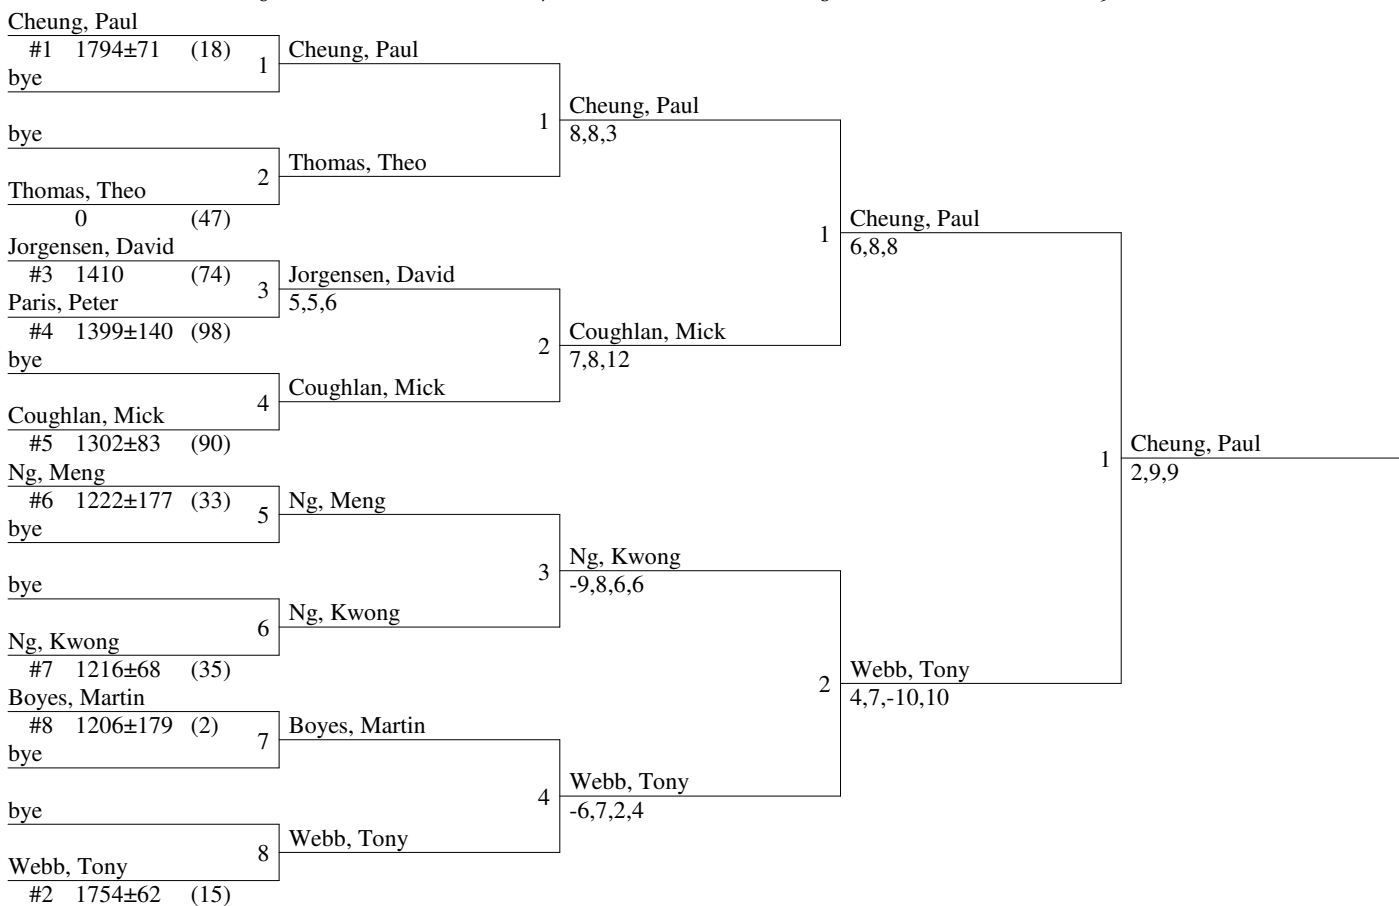 Cheung, Paul
#1 1794±71 (18)
bye
1
Cheung, Paul
bye
Thomas, Theo
0 (47)
2
Thomas, Theo
1
Cheung, Paul
8,8,3
Jorgensen, David
#3 1410 (74)
Paris, Peter
#4 1399±140 (98)
3
Jorgensen, David
5,5,6
bye
Coughlan, Mick
#5 1302±83 (90)
4
Coughlan, Mick
2
Coughlan, Mick
7,8,12
1
Cheung, Paul
6,8,8
Ng, Meng
#6 1222±177 (33)
bye
5
Ng, Meng
bye
Ng, Kwong
#7 1216±68 (35)
6
Ng, Kwong
3
Ng, Kwong
-9,8,6,6
Boyes, Martin
#8 1206±179 (2)
bye
7
Boyes, Martin
bye
Webb, Tony
#2 1754±62 (15)
8
Webb, Tony
4
Webb, Tony
-6,7,2,4
2
Webb, Tony
4,7,-10,10
1
Cheung, Paul
2,9,9